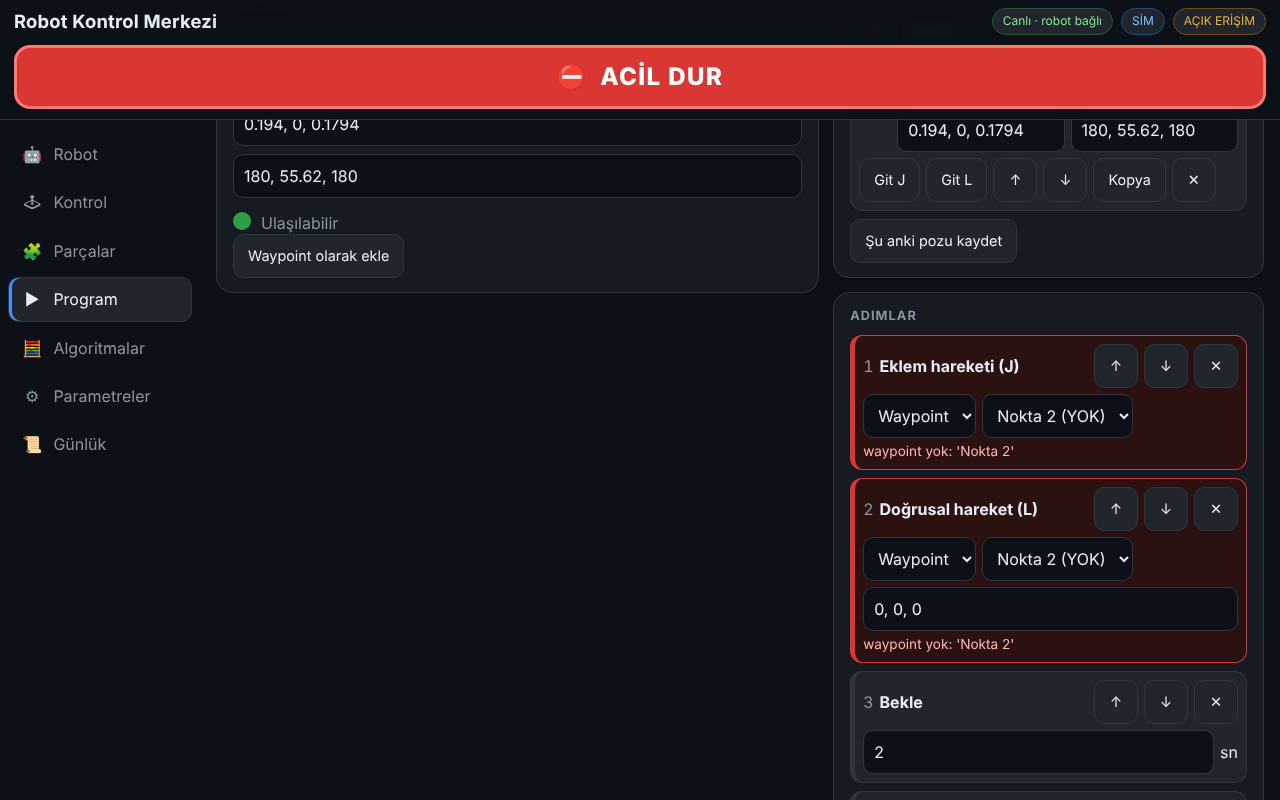 Robot Kontrol Merkezi
Canlı · robot bağlı
SİM
AÇIK ERİŞİM
ACİL DUR
Robot
Kontrol
Parçalar
Program
Algoritmalar
Parametreler
Günlük
0.194, 0, 0.1794
180, 55.62, 180
Ulaşılabilir
Waypoint olarak ekle
0.194, 0, 0.1794
180, 55.62, 180
Git J
Git L
↑
↓
Kopya
×
Şu anki pozu kaydet
ADIMLAR
1 Eklem hareketi (J)
↑
↓
×
Waypoint
Nokta 2 (YOK)
waypoint yok: 'Nokta 2'
2 Doğrusal hareket (L)
↑
↓
×
Waypoint
Nokta 2 (YOK)
0, 0, 0
waypoint yok: 'Nokta 2'
3 Bekle
↑
↓
×
2
sn